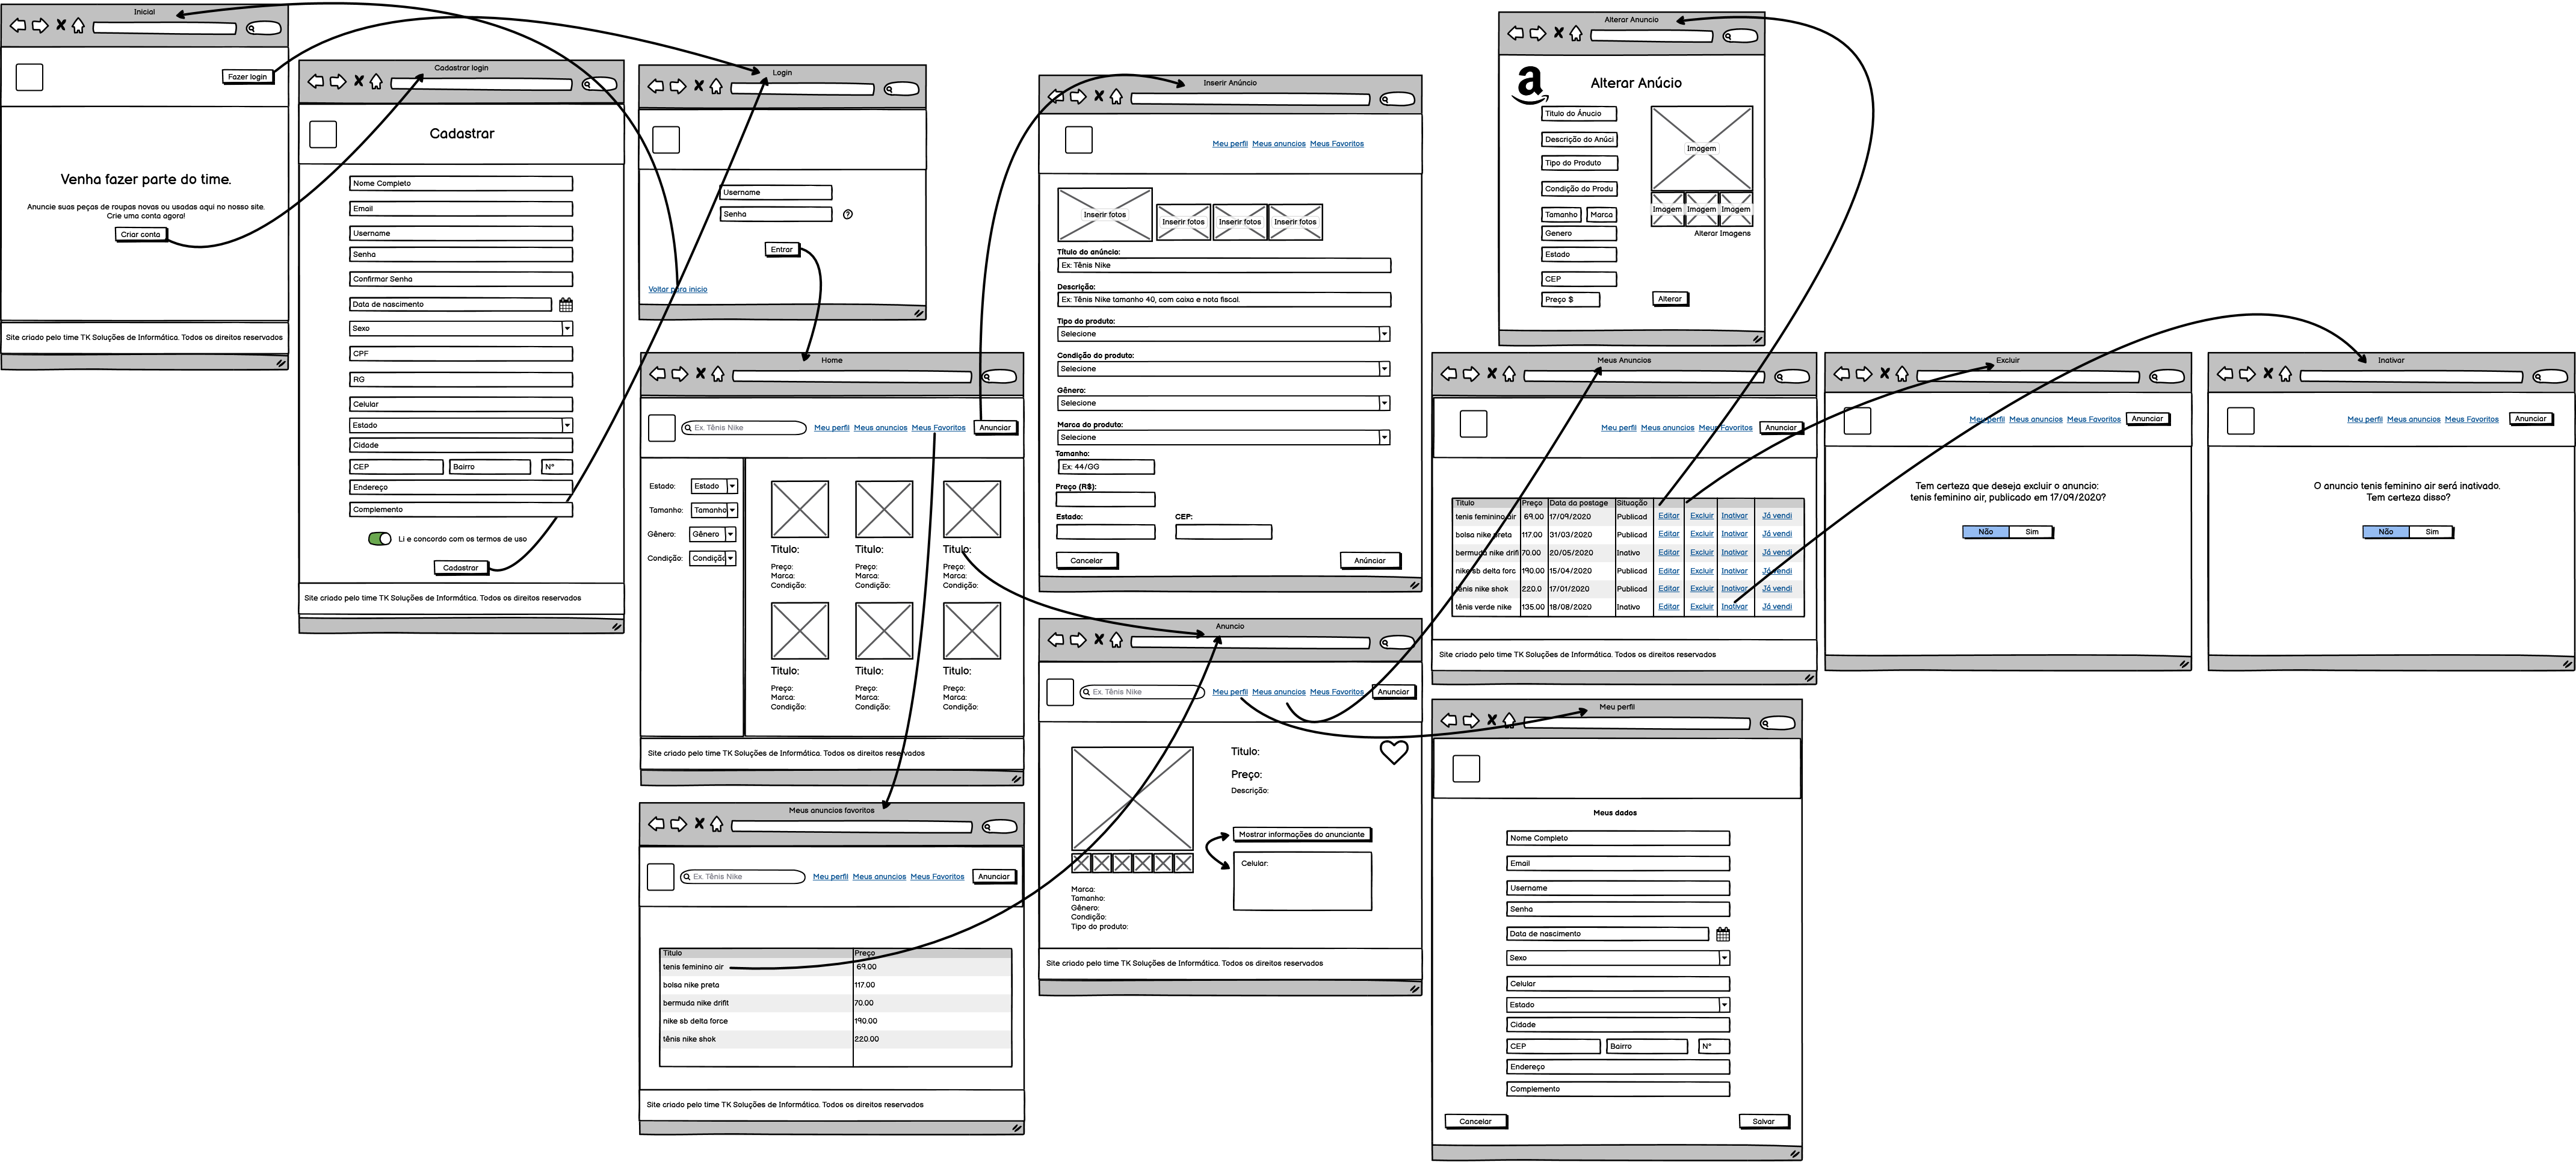 Inicial
Fazer login
Venha fazer parte do time.
Anuncie suas peças de roupas novas ou usadas aqui no nosso site.
Crie uma conta agora!
Criar conta
Site criado pelo time TK Soluções de Informática. Todos os direitos reservados
Cadastrar login
Cadastrar
Nome Completo
Email
Username
Senha
Confirmar Senha
Data de nascimento
Sexo
CPF
RG
Celular
Estado
Cidade
CEP Bairro Nº
Endereço
Complemento
Li e concordo com os termos de uso
Cadastrar
Site criado pelo time TK Soluções de Informática. Todos os direitos reservados
Login
Username
Senha ?
Entrar
Voltar para inicio
Home
Ex. Tênis Nike Meu perfil Meus anuncios Meus Favoritos Anunciar
Estado: Estado
Tamanho: Tamanho
Gênero: Gênero
Condição: Condição
Titulo: Titulo: Titulo:
Preço: Preço: Preço:
Marca: Marca: Marca:
Condição: Condição: Condição:
Titulo: Titulo: Titulo:
Preço: Preço: Preço:
Marca: Marca: Marca:
Condição: Condição: Condição:
Site criado pelo time TK Soluções de Informática. Todos os direitos reservados
Meus anuncios favoritos
Ex. Tênis Nike Meu perfil Meus anuncios Meus Favoritos Anunciar
Titulo Preço
tenis feminino air 69.00
bolsa nike preta 117.00
bermuda nike drifit 70.00
nike sb delta force 190.00
tênis nike shok 220.00
Site criado pelo time TK Soluções de Informática. Todos os direitos reservados
Inserir Anúncio
Meu perfil Meus anuncios Meus Favoritos
Inserir fotos Inserir fotos Inserir fotos Inserir fotos
Título do anúncio:
Ex: Tênis Nike
Descrição:
Ex: Tênis Nike tamanho 40, com caixa e nota fiscal.
Tipo do produto:
Selecione
Condição do produto:
Selecione
Gênero:
Selecione
Marca do produto:
Selecione
Tamanho:
Ex: 44/GG
Preço (R$):
Estado: CEP:
Cancelar Anúnciar
Anuncio
Ex. Tênis Nike Meu perfil Meus anuncios Meus Favoritos Anunciar
Titulo:
Preço:
Descrição:
Mostrar informações do anunciante
Celular:
Marca:
Tamanho:
Gênero:
Condição:
Tipo do produto:
Site criado pelo time TK Soluções de Informática. Todos os direitos reservados
Alterar Anuncio
a
Alterar Anúcio
Titulo do Ánucio
Descrição do Anúci
Tipo do Produto
Condição do Produ
Tamanho Marca
Genero
Estado
CEP
Preço $
Imagem
Imagem Imagem Imagem
Alterar Imagens
Alterar
Meus Anuncios
Meu perfil Meus anuncios Meus Favoritos Anunciar
Titulo Preço Data da postage Situação
tenis feminino air 69.00 17/09/2020 Publicad Editar Excluir Inativar Já vendi
bolsa nike preta 117.00 31/03/2020 Publicad Editar Excluir Inativar Já vendi
bermuda nike drifi 70.00 20/05/2020 Inativo Editar Excluir Inativar Já vendi
nike sb delta forc 190.00 15/04/2020 Publicad Editar Excluir Inativar Já vendi
tênis nike shok 220.0 17/01/2020 Publicad Editar Excluir Inativar Já vendi
tênis verde nike 135.00 18/08/2020 Inativo Editar Excluir Inativar Já vendi
Site criado pelo time TK Soluções de Informática. Todos os direitos reservados
Meu perfil
Meus dados
Nome Completo
Email
Username
Senha
Data de nascimento
Sexo
Celular
Estado
Cidade
CEP Bairro Nº
Endereço
Complemento
Cancelar Salvar
Excluir
Meu perfil Meus anuncios Meus Favoritos Anunciar
Tem certeza que deseja excluir o anuncio:
tenis feminino air, publicado em 17/09/2020?
Não Sim
Inativar
Meu perfil Meus anuncios Meus Favoritos Anunciar
O anuncio tenis feminino air será inativado.
Tem certeza disso?
Não Sim